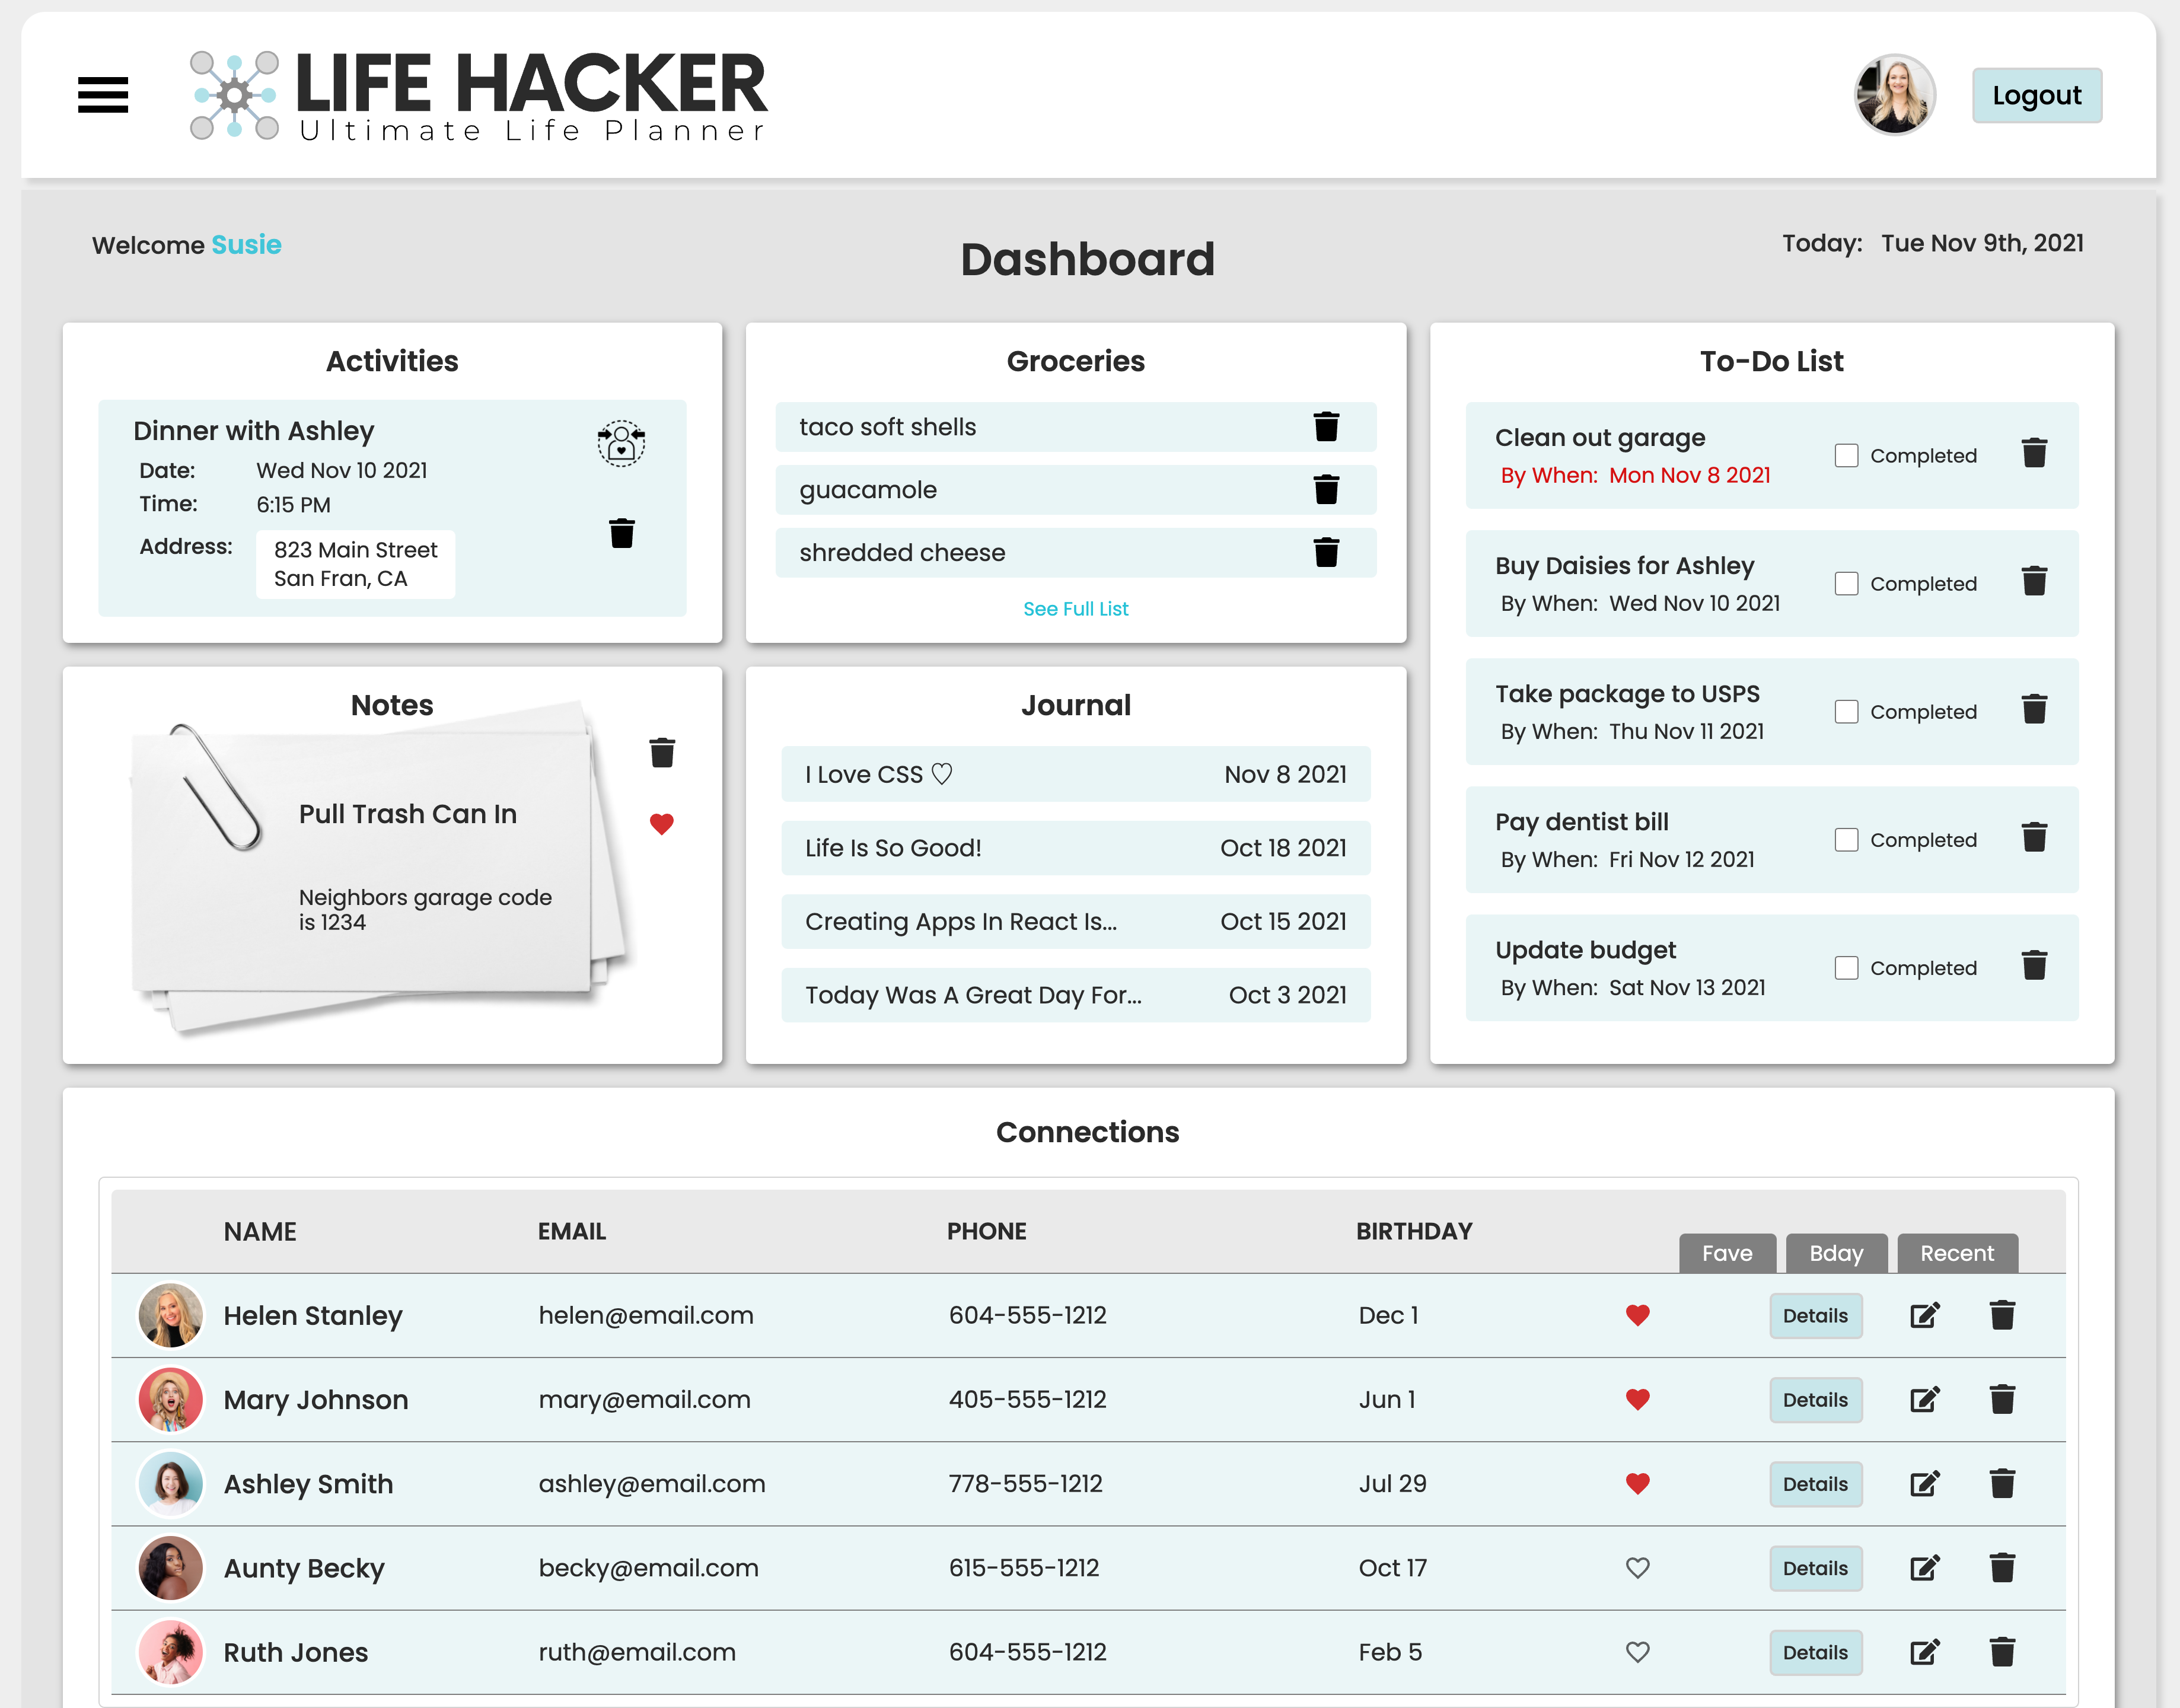 LIFE HACKER
Ultimate Life Planner
Logout
Welcome Susie
Dashboard
Today: Tue Nov 9th, 2021
Activities
Dinner with Ashley
Date: Wed Nov 10 2021
Time: 6:15 PM
Address: 823 Main Street
San Fran, CA
Groceries
taco soft shells
guacamole
shredded cheese
See Full List
To-Do List
Clean out garage
By When: Mon Nov 8 2021
Completed
Buy Daisies for Ashley
By When: Wed Nov 10 2021
Completed
Take package to USPS
By When: Thu Nov 11 2021
Completed
Pay dentist bill
By When: Fri Nov 12 2021
Completed
Update budget
By When: Sat Nov 13 2021
Completed
Notes
Pull Trash Can In
Neighbors garage code
is 1234
Journal
I Love CSS ♡ Nov 8 2021
Life Is So Good! Oct 18 2021
Creating Apps In React Is... Oct 15 2021
Today Was A Great Day For... Oct 3 2021
Connections
NAME EMAIL PHONE BIRTHDAY
Fave Bday Recent
Helen Stanley helen@email.com 604-555-1212 Dec 1 Details
Mary Johnson mary@email.com 405-555-1212 Jun 1 Details
Ashley Smith ashley@email.com 778-555-1212 Jul 29 Details
Aunty Becky becky@email.com 615-555-1212 Oct 17 Details
Ruth Jones ruth@email.com 604-555-1212 Feb 5 Details